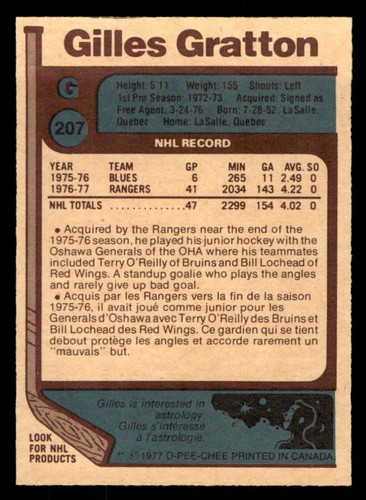 Gilles Gratton
G
207
Height: 5'11 Weight: 155 Shoots: Left
1st Pro Season: 1972-73 Acquired: Signed as
Free Agent, 3-24-76 Born: 7-28-52 LaSalle,
Quebec Home: LaSalle, Quebec
NHL RECORD
YEAR TEAM GP MIN GA AVG. SO
1975-76 BLUES 6 265 11 2.49 0
1976-77 RANGERS 41 2034 143 4.22 0
NHL TOTALS ................47 2299 154 4.02 0
• Acquired by the Rangers near the end of the
1975-76 season, he played his junior hockey with the
Oshawa Generals of the OHA where his teammates
included Terry O'Reilly of Bruins and Bill Lochead of
Red Wings. A standup goalie who plays the angles
and rarely give up bad goal.
• Acquis par les Rangers vers la fin de la saison
1975-76, il avait joué comme junior pour les
Generals d'Oshawa avec Terry O'Reilly des Bruins et
Bill Lochead des Red Wings. Ce gardien qui se tient
debout protège les angles et accorde rarement un
"mauvais" but.
Gilles is interested in
astrology
Gilles s'intéresse à
l'astrologie.
LOOK
FOR NHL
PRODUCTS
** © 1977 O-PEE-CHEE PRINTED IN CANADA